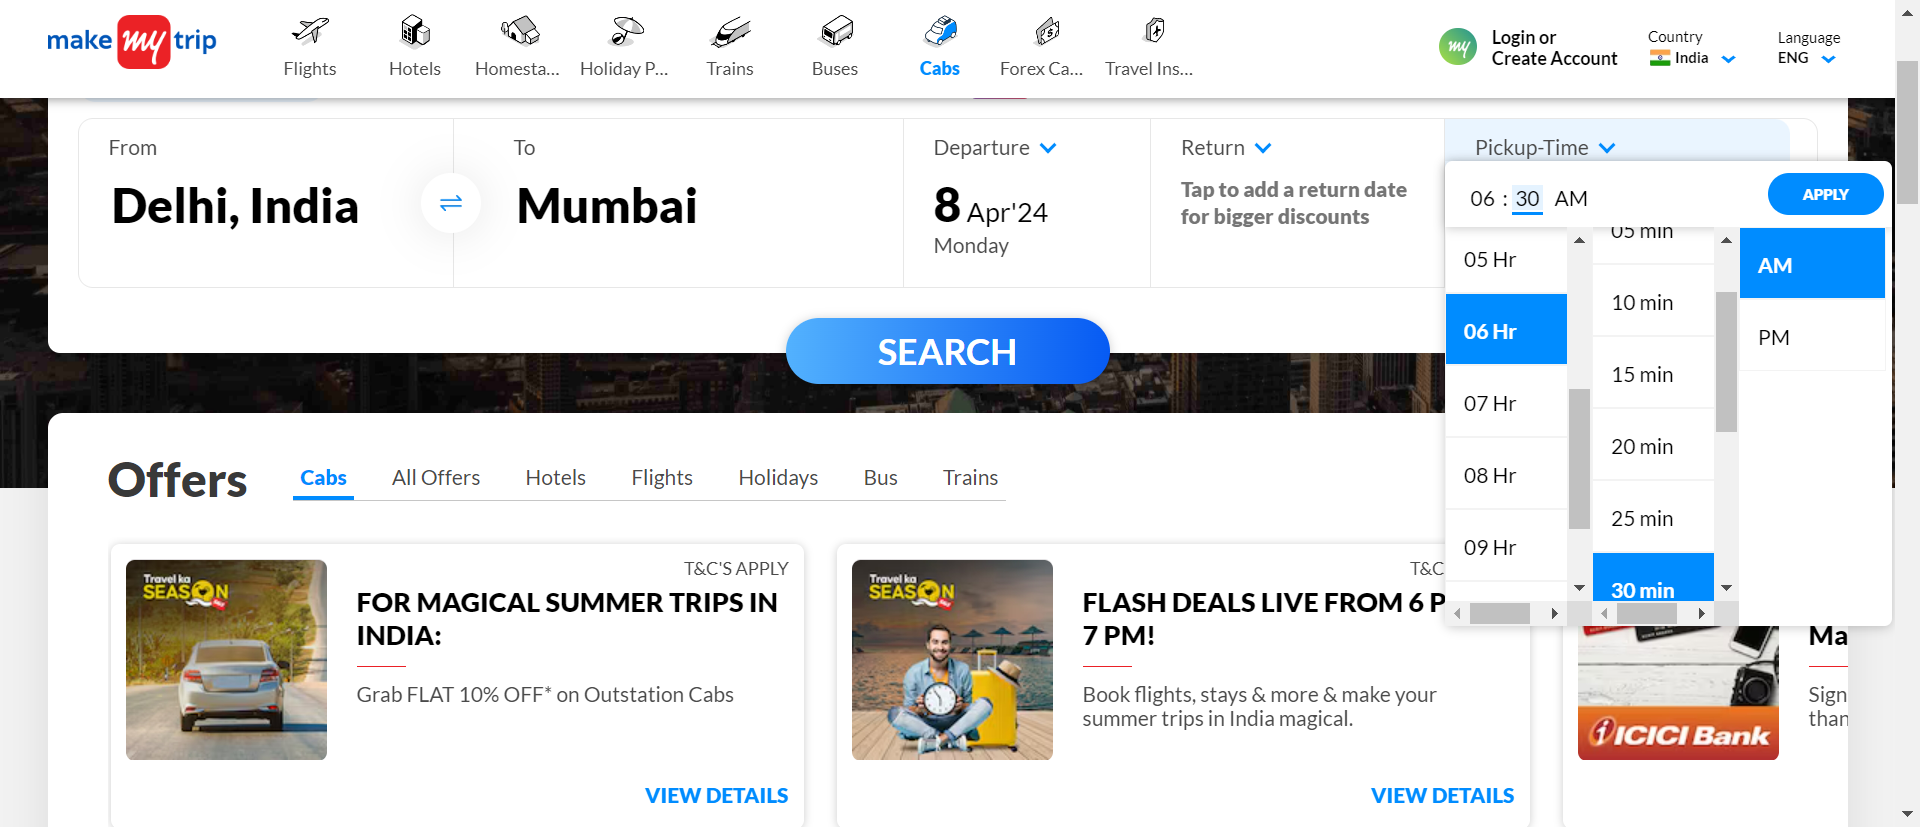 make my trip
Flights
Hotels
Homesta...
Holiday P...
Trains
Buses
Cabs
Forex Ca...
Travel Ins...
my
Login or
Create Account
Country
India
Language
ENG
From
Delhi, India
To
Mumbai
Departure
8 Apr'24
Monday
Return
Tap to add a return date
for bigger discounts
Pickup-Time
06 : 30 AM
APPLY
05 Hr
06 Hr
07 Hr
08 Hr
09 Hr
05 min
10 min
15 min
20 min
25 min
30 min
AM
PM
SEARCH
Offers
Cabs
All Offers
Hotels
Flights
Holidays
Bus
Trains
Travel ka
SEASON
T&C'S APPLY
FOR MAGICAL SUMMER TRIPS IN
INDIA:
Grab FLAT 10% OFF* on Outstation Cabs
VIEW DETAILS
Travel ka
SEASON
T&C
FLASH DEALS LIVE FROM 6 P
7 PM!
Book flights, stays & more & make your
summer trips in India magical.
VIEW DETAILS
ICICI Bank
Ma
Sign
than